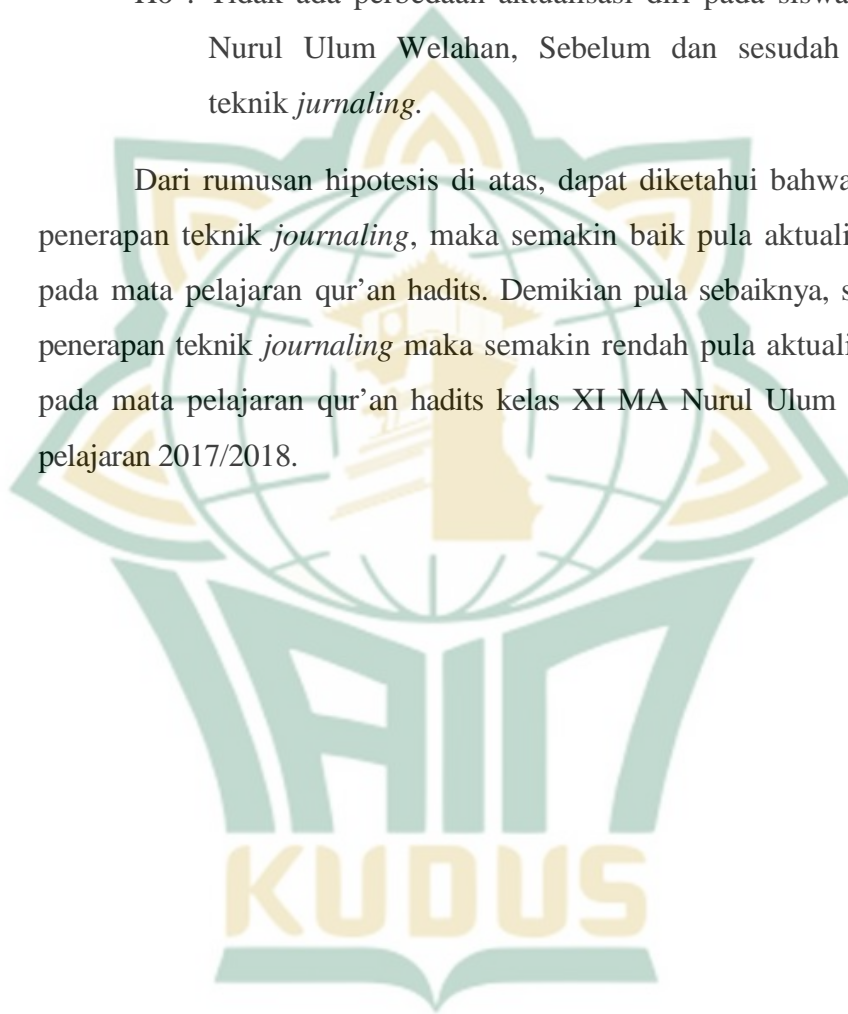 Ho : Tidak ada perbedaan aktualisasi diri pada siswa
Nurul Ulum Welahan, Sebelum dan sesudah
teknik jurnaling.
Dari rumusan hipotesis di atas, dapat diketahui bahwa
penerapan teknik journaling, maka semakin baik pula
pada mata pelajaran qur’an hadits. Demikian pula sebaiknya,
penerapan teknik journaling maka semakin rendah pula
pada mata pelajaran qur’an hadits kelas XI MA Nurul Ulum
pelajaran 2017/2018.
IAIN
KUDUS